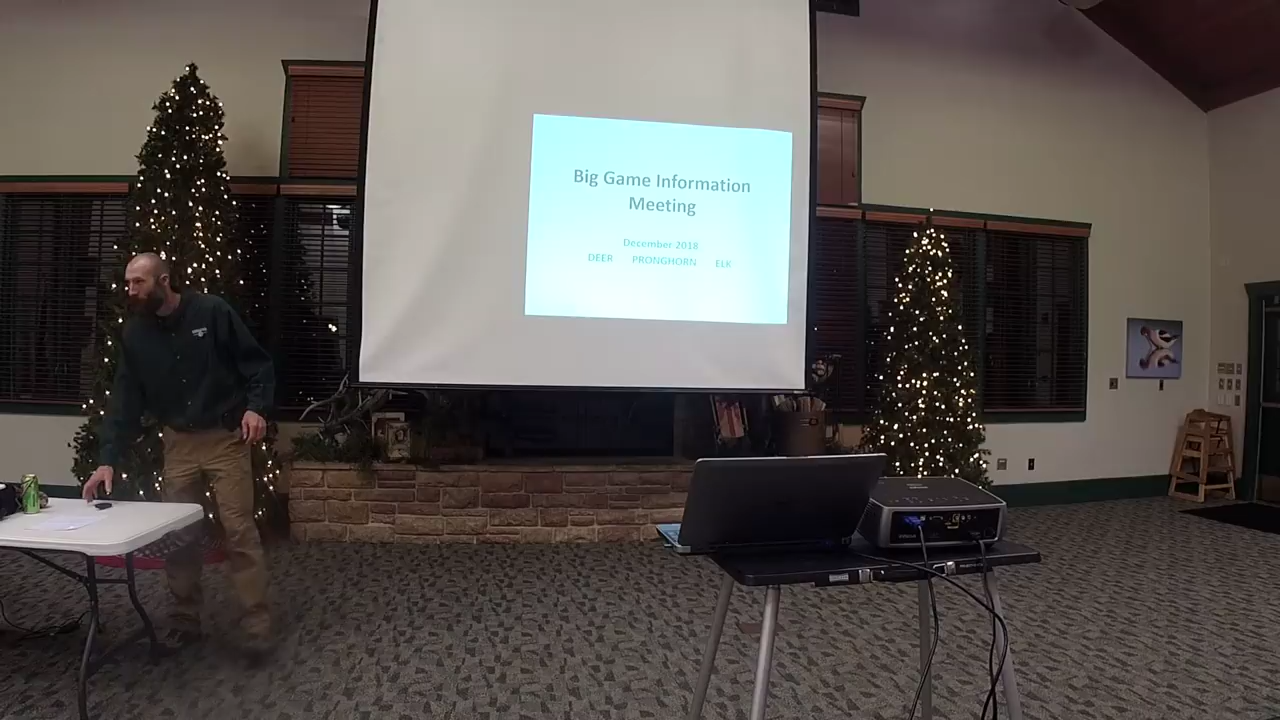 Big Game Information
Meeting
December 2018
DEER PRONGHORN ELK